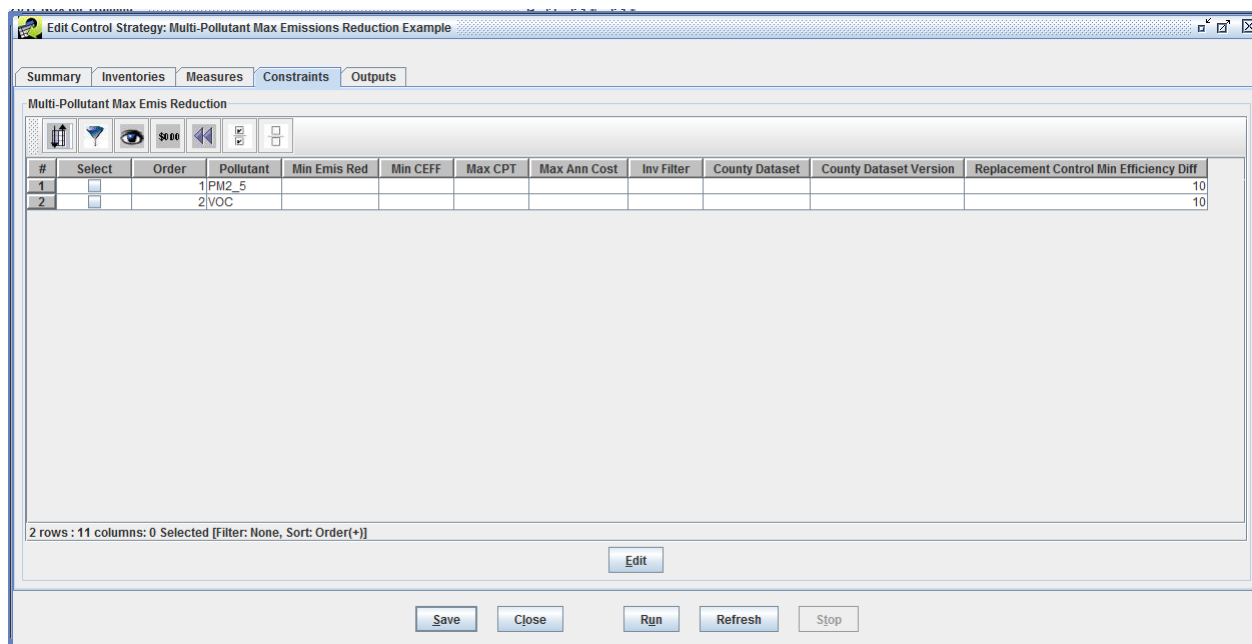 Edit Control Strategy: Multi-Pollutant Max Emissions Reduction Example
Summary Inventories Measures Constraints Outputs
Multi-Pollutant Max Emis Reduction
$0.00
# Select Order Pollutant Min Emis Red Min CEFF Max CPT Max Ann Cost Inv Filter County Dataset County Dataset Version Replacement Control Min Efficiency Diff
1 1 PM2_5 10
2 2 VOC 10
2 rows : 11 columns: 0 Selected [Filter: None, Sort: Order(+)]
Edit
Save Close Run Refresh Stop